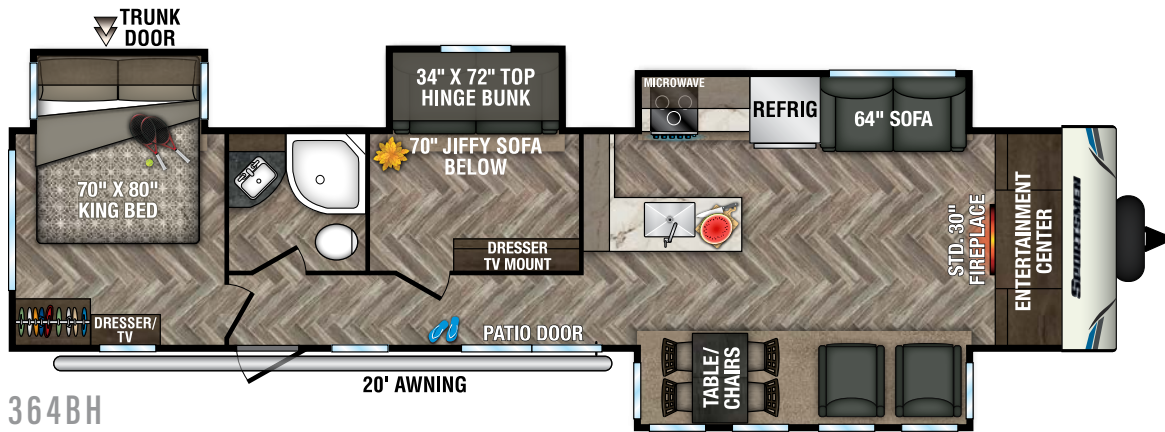 TRUNK
DOOR
34" X 72" TOP
HINGE BUNK
MICROWAVE
REFRIG
64" SOFA
70" JIFFY SOFA
BELOW
70" X 80"
KING BED
STD. 30"
FIREPLACE
ENTERTAINMENT
CENTER
SPORTSMEN
DRESSER
TV MOUNT
DRESSER/
TV
PATIO DOOR
TABLE/
CHAIRS
20' AWNING
364BH